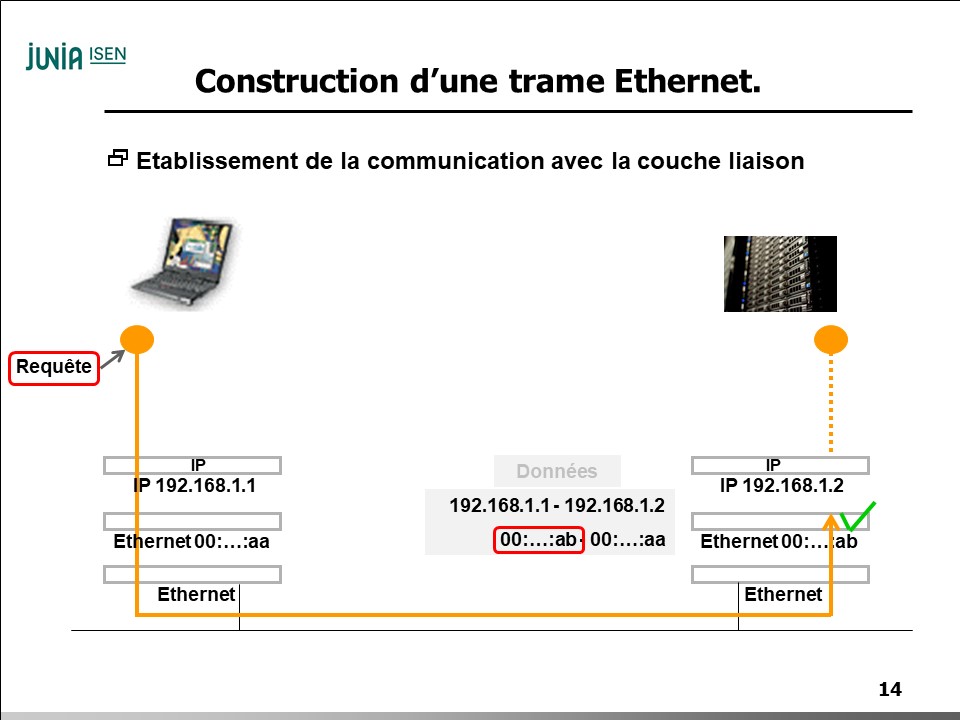 JUNIA ISEN
Construction d’une trame Ethernet.
Etablissement de la communication avec la couche liaison
Requête
IP
IP 192.168.1.1
Ethernet 00:…:aa
Ethernet
Données
192.168.1.1 - 192.168.1.2
00:…:ab - 00:…:aa
IP
IP 192.168.1.2
Ethernet 00:…:ab
Ethernet
14